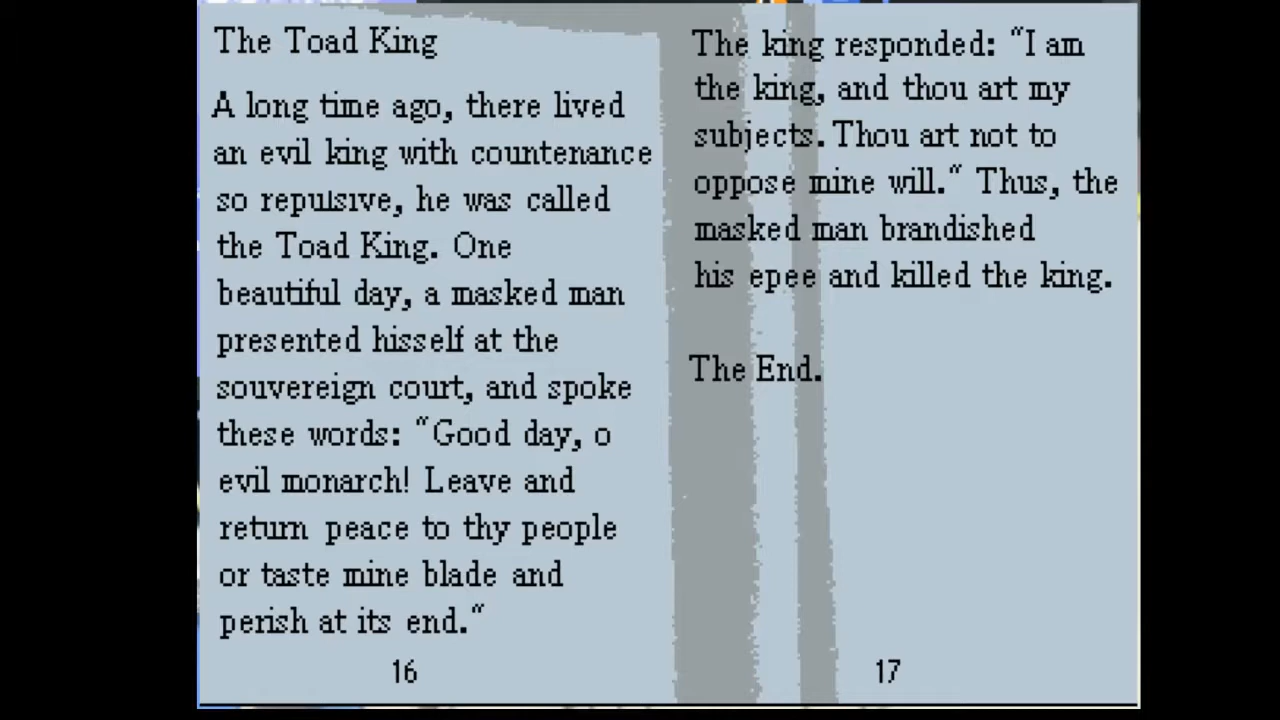 The Toad King
A long time ago, there lived
an evil king with countenance
so repulsive, he was called
the Toad King. One
beautiful day, a masked man
presented hisself at the
souvereign court, and spoke
these words: "Good day, o
evil monarch! Leave and
return peace to thy people
or taste mine blade and
perish at its end."
16
The king responded: "I am
the king, and thou art my
subjects. Thou art not to
oppose mine will." Thus, the
masked man brandished
his epee and killed the king.
The End.
17